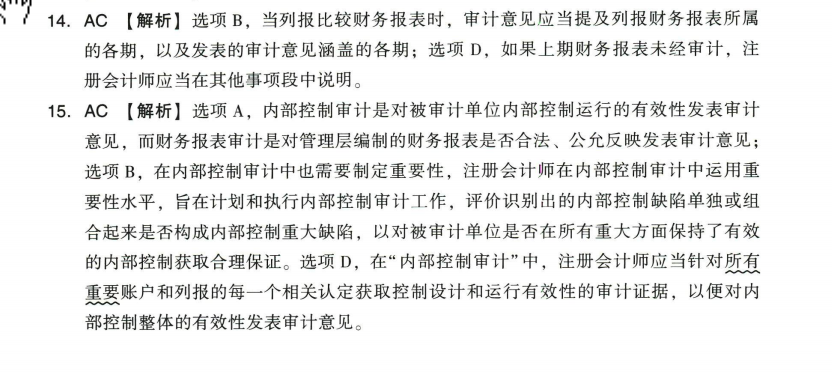 14. AC 【解析】选项 B，当列报比较财务报表时，审计意见应当提及列报财务报表所属
的各期，以及发表的审计意见涵盖的各期；选项 D，如果上期财务报表未经审计，注
册会计师应当在其他事项段中说明。
15. AC 【解析】选项 A，内部控制审计是对被审计单位内部控制运行的有效性发表审计
意见，而财务报表审计是对管理层编制的财务报表是否合法、公允反映发表审计意见；
选项 B，在内部控制审计中也需要制定重要性，注册会计师在内部控制审计中运用重
要性水平，旨在计划和执行内部控制审计工作，评价识别出的内部控制缺陷单独或组
合起来是否构成内部控制重大缺陷，以对被审计单位是否在所有重大方面保持了有效
的内部控制获取合理保证。选项 D，在“内部控制审计”中，注册会计师应当针对所有
重要账户和列报的每一个相关认定获取控制设计和运行有效性的审计证据，以便对内
部控制整体的有效性发表审计意见。